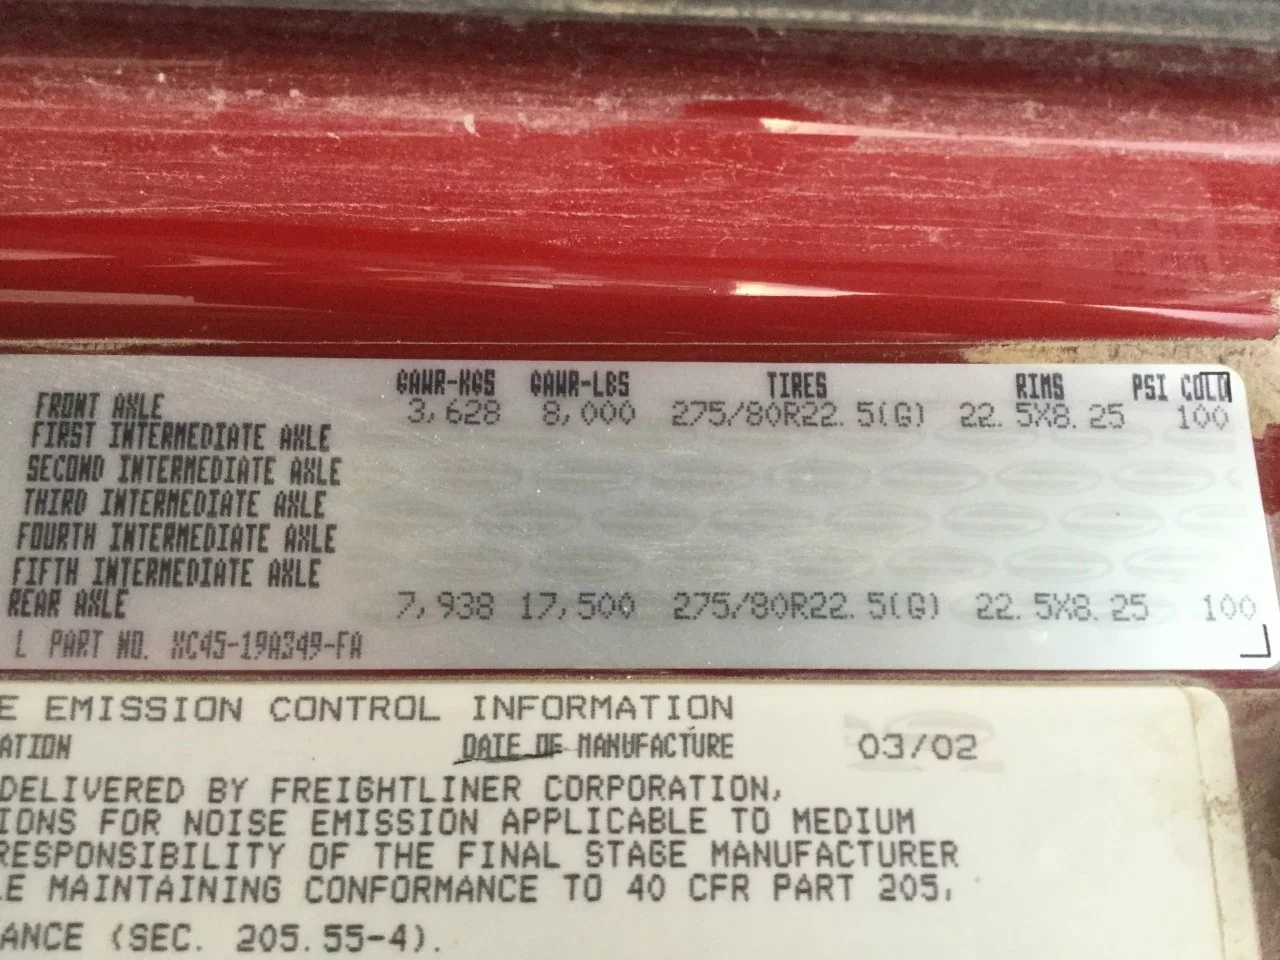 GAWR-KGS GAWR-LBS TIRES RIMS PSI COLD
FRONT AXLE 3,628 8,000 275/80R22.5(G) 22.5X8.25 100
FIRST INTERMEDIATE AXLE
SECOND INTERMEDIATE AXLE
THIRD INTERMEDIATE AXLE
FOURTH INTERMEDIATE AXLE
FIFTH INTERMEDIATE AXLE
REAR AXLE 7,938 17,500 275/80R22.5(G) 22.5X8.25 100
L PART NO. XC45-19A349-FA
E EMISSION CONTROL INFORMATION
ATION DATE OF MANUFACTURE 03/02
DELIVERED BY FREIGHTLINER CORPORATION,
IONS FOR NOISE EMISSION APPLICABLE TO MEDIUM
RESPONSIBILITY OF THE FINAL STAGE MANUFACTURER
LE MAINTAINING CONFORMANCE TO 40 CFR PART 205,
ANCE (SEC. 205.55-4).